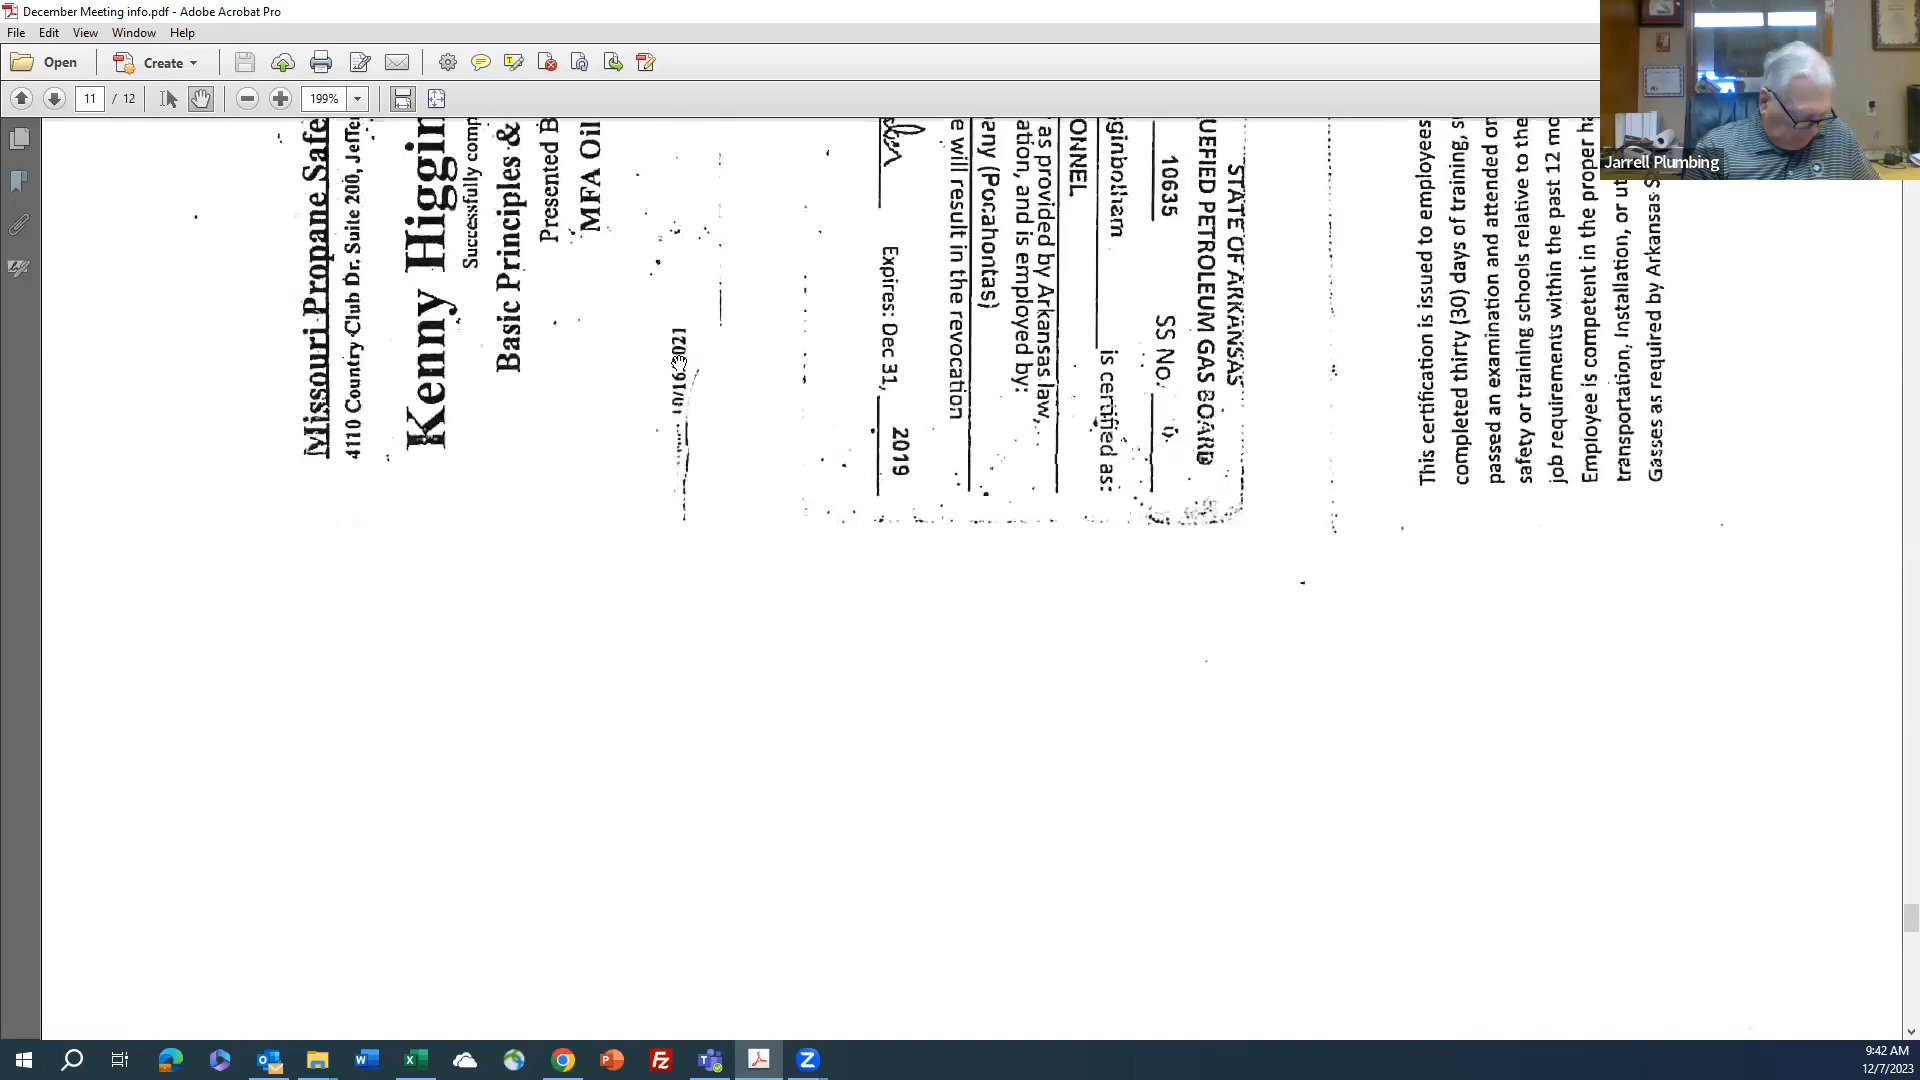 December Meeting info.pdf - Adobe Acrobat Pro
File Edit View Window Help
Open Create
11 / 12 199%
Jarrell Plumbing
Missouri Propane Safe
4110 Country Club Dr. Suite 200, Jeffe
Kenny Higgin
Successfully comp
Basic Principles &
Presented B
MFA Oil
STATE OF ARKANSAS
UEFIED PETROLEUM GAS BOARD
10635 SS No.
ginbotham is certified as:
ONNEL
as provided by Arkansas law,
ation, and is employed by:
any (Pocahontas)
e will result in the revocation
Expires: Dec 31, 2019
This certification is issued to employees
completed thirty (30) days of training, s
passed an examination and attended or
safety or training schools relative to the
job requirements within the past 12 mo
Employee is competent in the proper ha
transportation, Installation, or ut
Gasses as required by Arkansas S
9:42 AM
12/7/2023